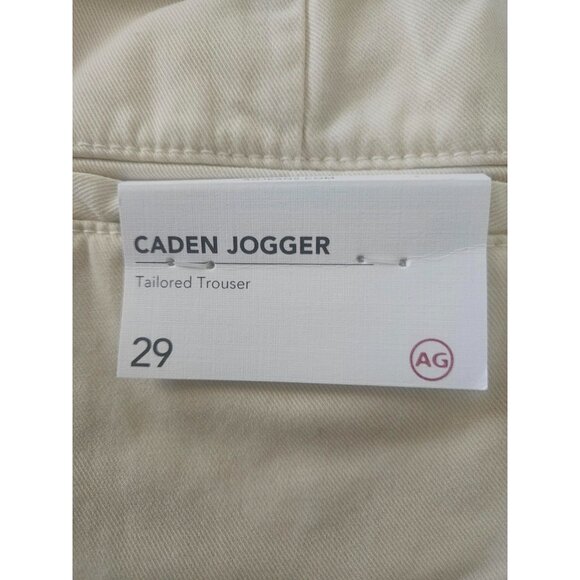 CADEN JOGGER
Tailored Trouser
29
AG